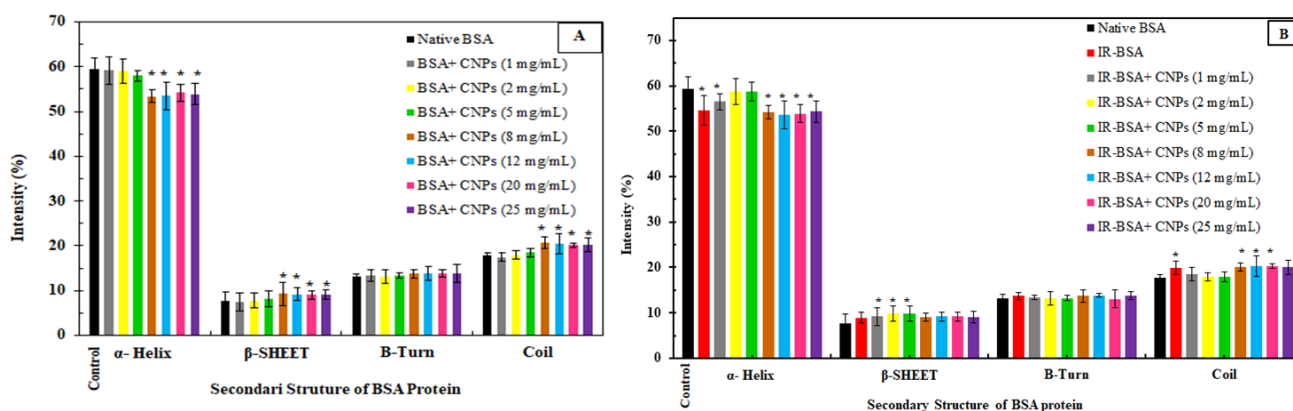 A
70
60
50
40
30
20
10
0
Intensity (%)
Native BSA
BSA+ CNPs (1 mg/mL)
BSA+ CNPs (2 mg/mL)
BSA+ CNPs (5 mg/mL)
BSA+ CNPs (8 mg/mL)
BSA+ CNPs (12 mg/mL)
BSA+ CNPs (20 mg/mL)
BSA+ CNPs (25 mg/mL)
* * * *
* * * *
* * * *
Control
α- Helix
β-SHEET
B-Turn
Coil
Secondari Struture of BSA Protein
B
70
60
50
40
30
20
10
0
Intensity (%)
Native BSA
IR-BSA
IR-BSA+ CNPs (1 mg/mL)
IR-BSA+ CNPs (2 mg/mL)
IR-BSA+ CNPs (5 mg/mL)
IR-BSA+ CNPs (8 mg/mL)
IR-BSA+ CNPs (12 mg/mL)
IR-BSA+ CNPs (20 mg/mL)
IR-BSA+ CNPs (25 mg/mL)
* * * * * *
* * *
* * * *
Control
α- Helix
β-SHEET
B-Turn
Coil
Secondary Structure of BSA protein